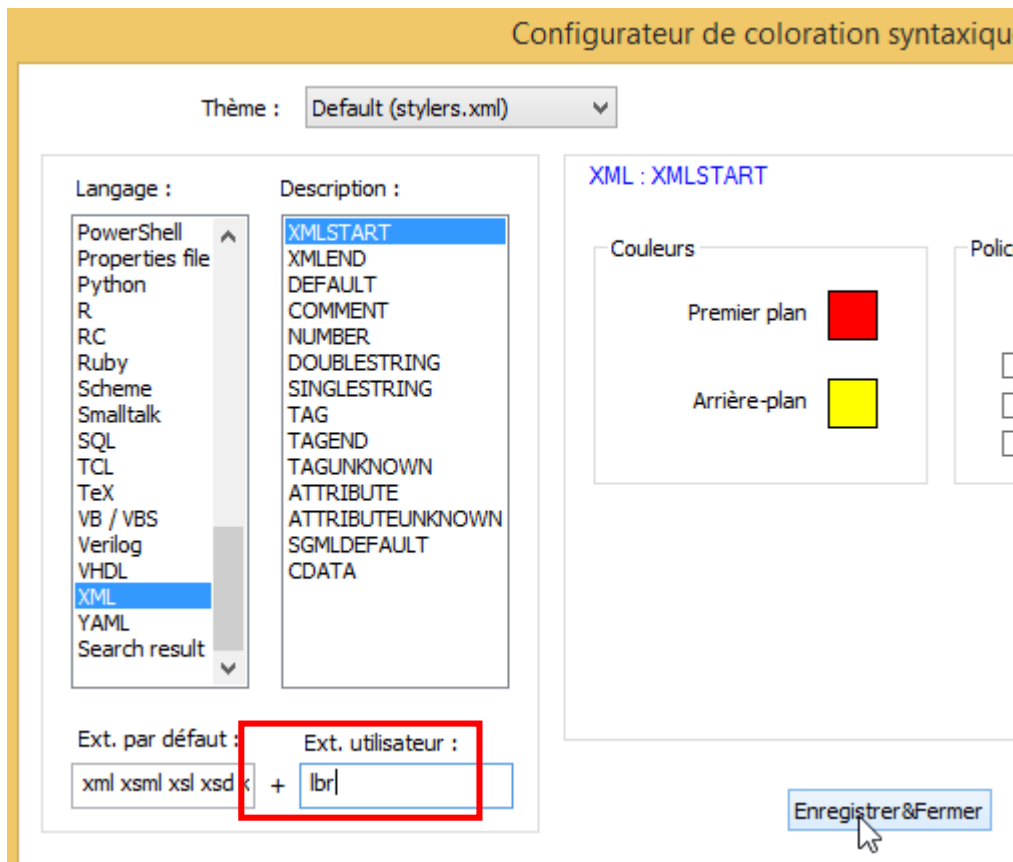 Configurateur de coloration syntaxiqu
Thème : Default (stylers.xml)
Langage :
PowerShell
Properties file
Python
R
RC
Ruby
Scheme
Smalltalk
SQL
TCL
TeX
VB / VBS
Verilog
VHDL
XML
YAML
Search result
Description :
XMLSTART
XMLEND
DEFAULT
COMMENT
NUMBER
DOUBLESTRING
SINGLESTRING
TAG
TAGEND
TAGUNKNOWN
ATTRIBUTE
ATTRIBUTEUNKNOWN
SGMLDEFAULT
CDATA
Ext. par défaut :
xml xsml xsl xsd x
+
Ext. utilisateur :
lbr
XML : XMLSTART
Couleurs
Premier plan
Arrière-plan
Polic
Enregistrer&Fermer